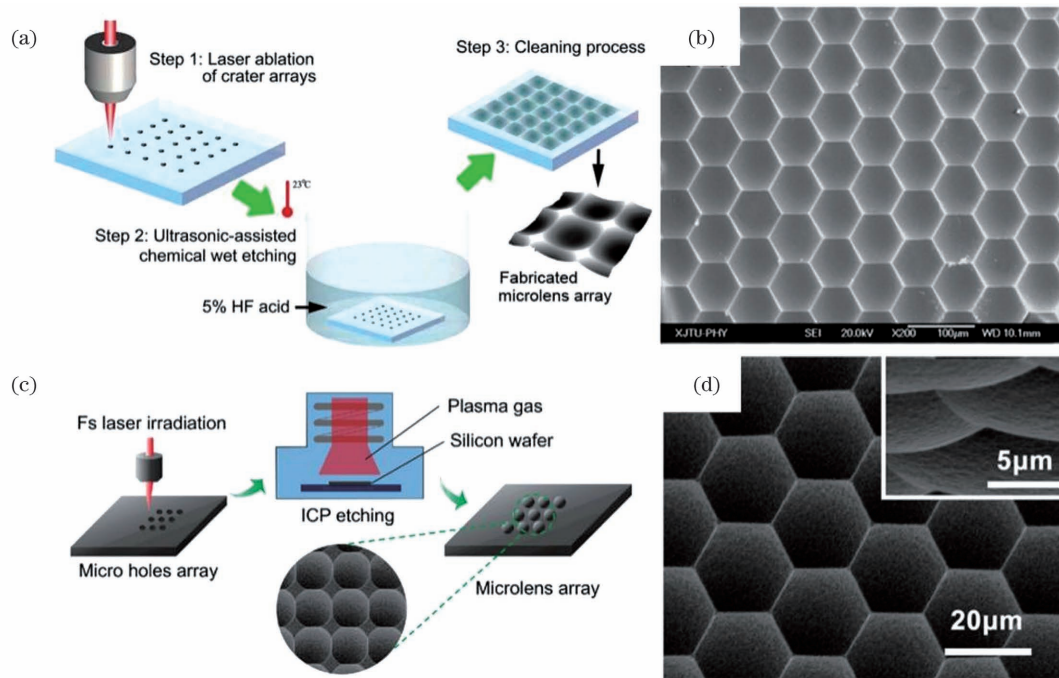 (a)
Step 1: Laser ablation
of crater arrays
Step 3: Cleaning process
23℃
Step 2: Ultrasonic-assisted
chemical wet etching
5% HF acid
Fabricated
microlens array
(b)
XJTU-PHY SEI 20.0kV X200 100μm WD 10.1mm
(c)
Fs laser irradiation
Plasma gas
Silicon wafer
ICP etching
Micro holes array
Microlens array
(d)
5μm
20μm